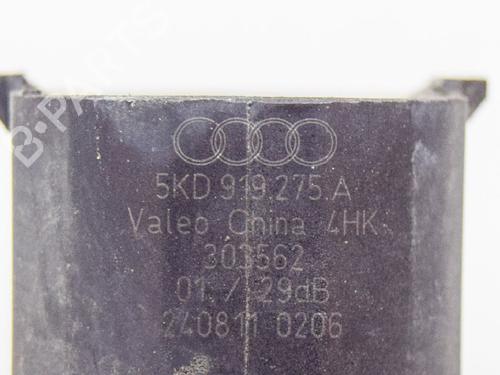 B-PARTS
5KD.919.275.A
Valeo China 4HK
303562
01. / 29dB
240811 0206